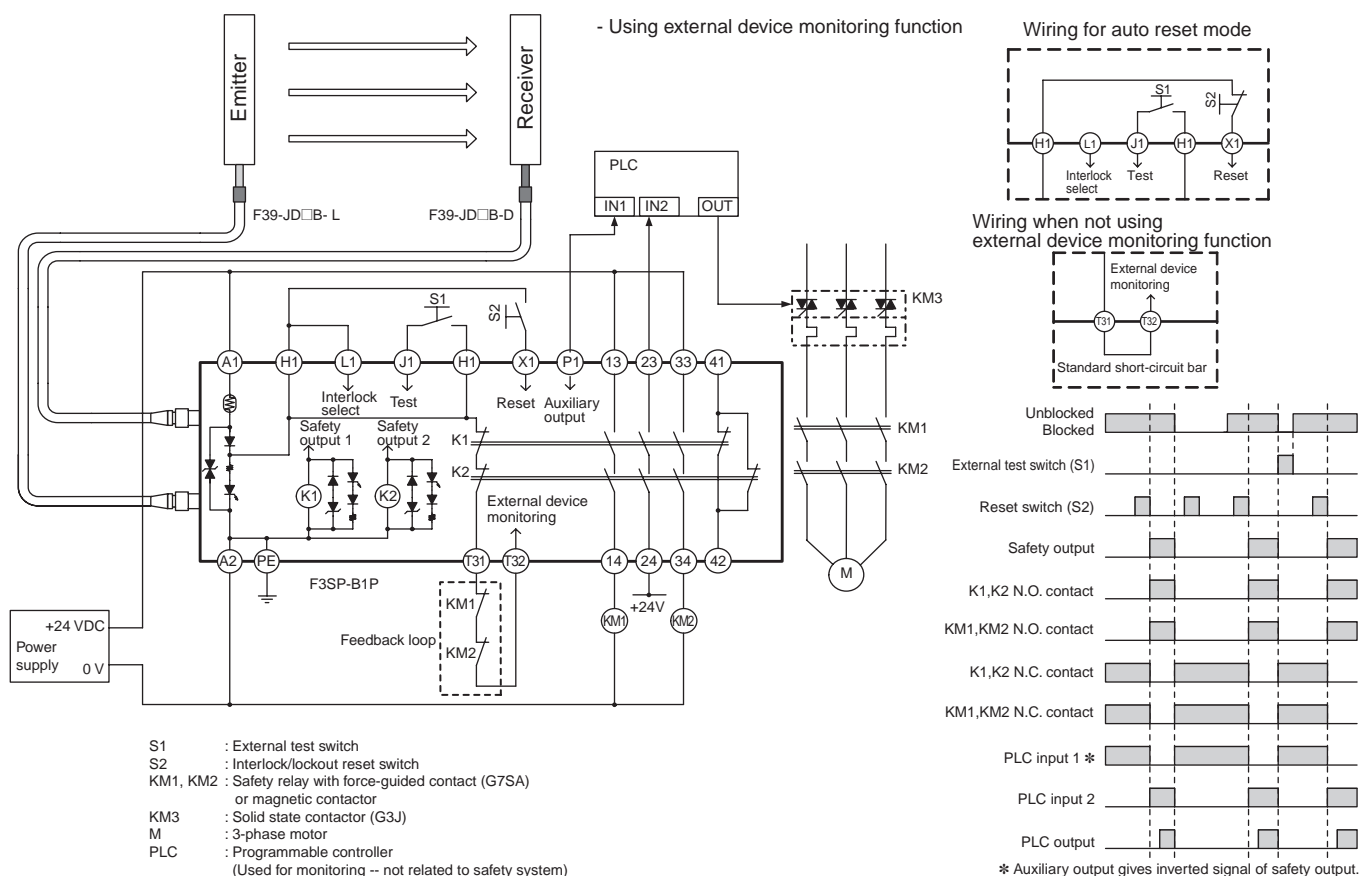 - Using external device monitoring function
Emitter
Receiver
F39-JD□B- L
F39-JD□B-D
PLC
IN1 IN2 OUT
KM3
S1
S2
A1 H1 L1 J1 H1 X1 P1 13 23 33 41
Interlock select
Test
Reset
Auxiliary output
Safety output 1
Safety output 2
K1
K2
K1
K2
External device monitoring
KM1
KM2
M
A2 PE T31 T32 14 24 34 42
F3SP-B1P
+24V
KM1
KM2
Feedback loop
KM1
KM2
+24 VDC
Power supply
0 V
S1 : External test switch
S2 : Interlock/lockout reset switch
KM1, KM2 : Safety relay with force-guided contact (G7SA)
or magnetic contactor
KM3 : Solid state contactor (G3J)
M : 3-phase motor
PLC : Programmable controller
(Used for monitoring -- not related to safety system)
Wiring for auto reset mode
S1
S2
H1 L1 J1 H1 X1
Interlock select
Test
Reset
Wiring when not using
external device monitoring function
External device
monitoring
T31 T32
Standard short-circuit bar
Unblocked
Blocked
External test switch (S1)
Reset switch (S2)
Safety output
K1,K2 N.O. contact
KM1,KM2 N.O. contact
K1,K2 N.C. contact
KM1,KM2 N.C. contact
PLC input 1 ✻
PLC input 2
PLC output
✻ Auxiliary output gives inverted signal of safety output.